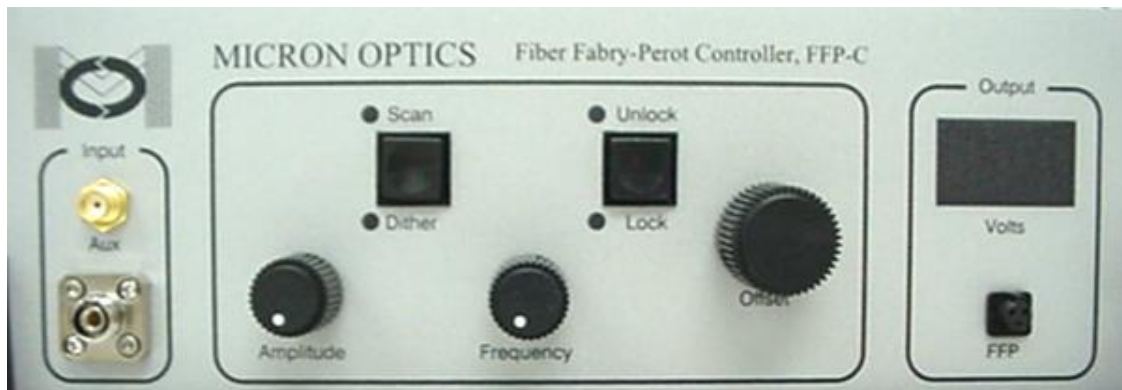 MICRON OPTICS Fiber Fabry-Perot Controller, FFP-C
Input
Aux
Scan
Dither
Unlock
Lock
Amplitude
Frequency
Offset
Output
Volts
FFP